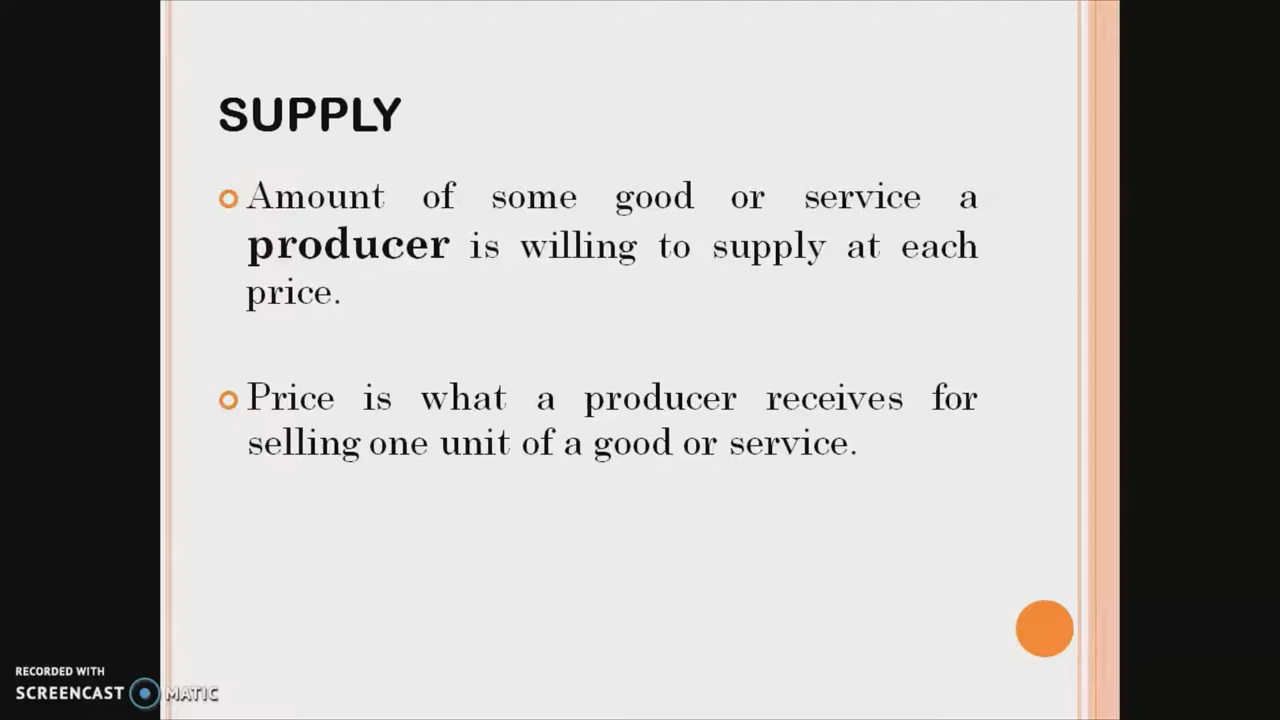 SUPPLY
Amount of some good or service a
producer is willing to supply at each
price.
Price is what a producer receives for
selling one unit of a good or service.
RECORDED WITH
SCREENCAST MATIC